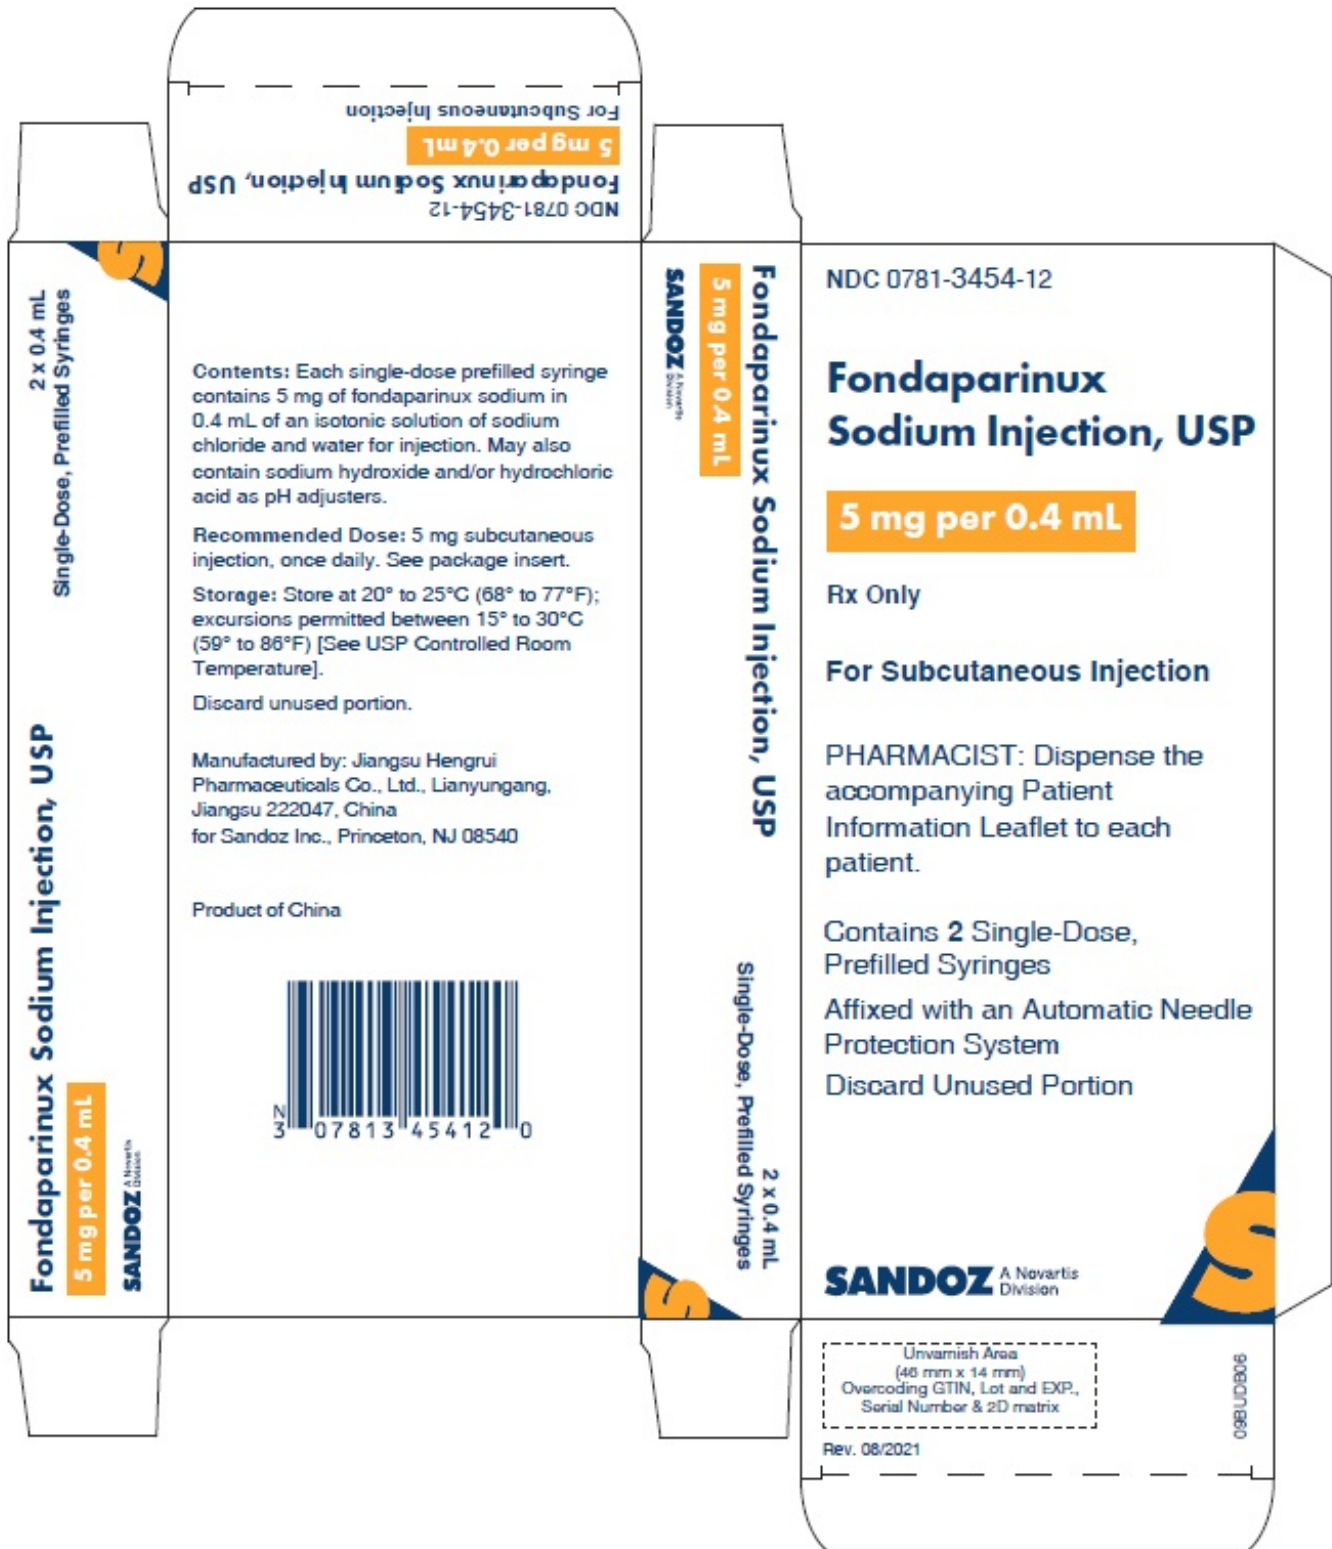 For Subcutaneous Injection
5 mg per 0.4 mL
Fondaparinux Sodium Injection, USP
NDC 0781-3454-12
2 x 0.4 mL
Single-Dose, Prefilled Syringes
Fondaparinux Sodium Injection, USP
5 mg per 0.4 mL
SANDOZ A Novartis
Division
Contents: Each single-dose prefilled syringe
contains 5 mg of fondaparinux sodium in
0.4 mL of an isotonic solution of sodium
chloride and water for injection. May also
contain sodium hydroxide and/or hydrochloric
acid as pH adjusters.
Recommended Dose: 5 mg subcutaneous
injection, once daily. See package insert.
Storage: Store at 20° to 25°C (68° to 77°F);
excursions permitted between 15° to 30°C
(59° to 86°F) [See USP Controlled Room
Temperature].
Discard unused portion.
Manufactured by: Jiangsu Hengrui
Pharmaceuticals Co., Ltd., Lianyungang,
Jiangsu 222047, China
for Sandoz Inc., Princeton, NJ 08540
Product of China
N
3 07813 45412 0
Fondaparinux Sodium Injection, USP
5 mg per 0.4 mL
SANDOZ A Novartis
Division
2 x 0.4 mL
Single-Dose, Prefilled Syringes
NDC 0781-3454-12
Fondaparinux
Sodium Injection, USP
5 mg per 0.4 mL
Rx Only
For Subcutaneous Injection
PHARMACIST: Dispense the
accompanying Patient
Information Leaflet to each
patient.
Contains 2 Single-Dose,
Prefilled Syringes
Affixed with an Automatic Needle
Protection System
Discard Unused Portion
SANDOZ A Novartis
Division
Unvarnish Area
(46 mm x 14 mm)
Overcoding GTIN, Lot and EXP.,
Serial Number & 2D matrix
Rev. 08/2021
09BUDB06